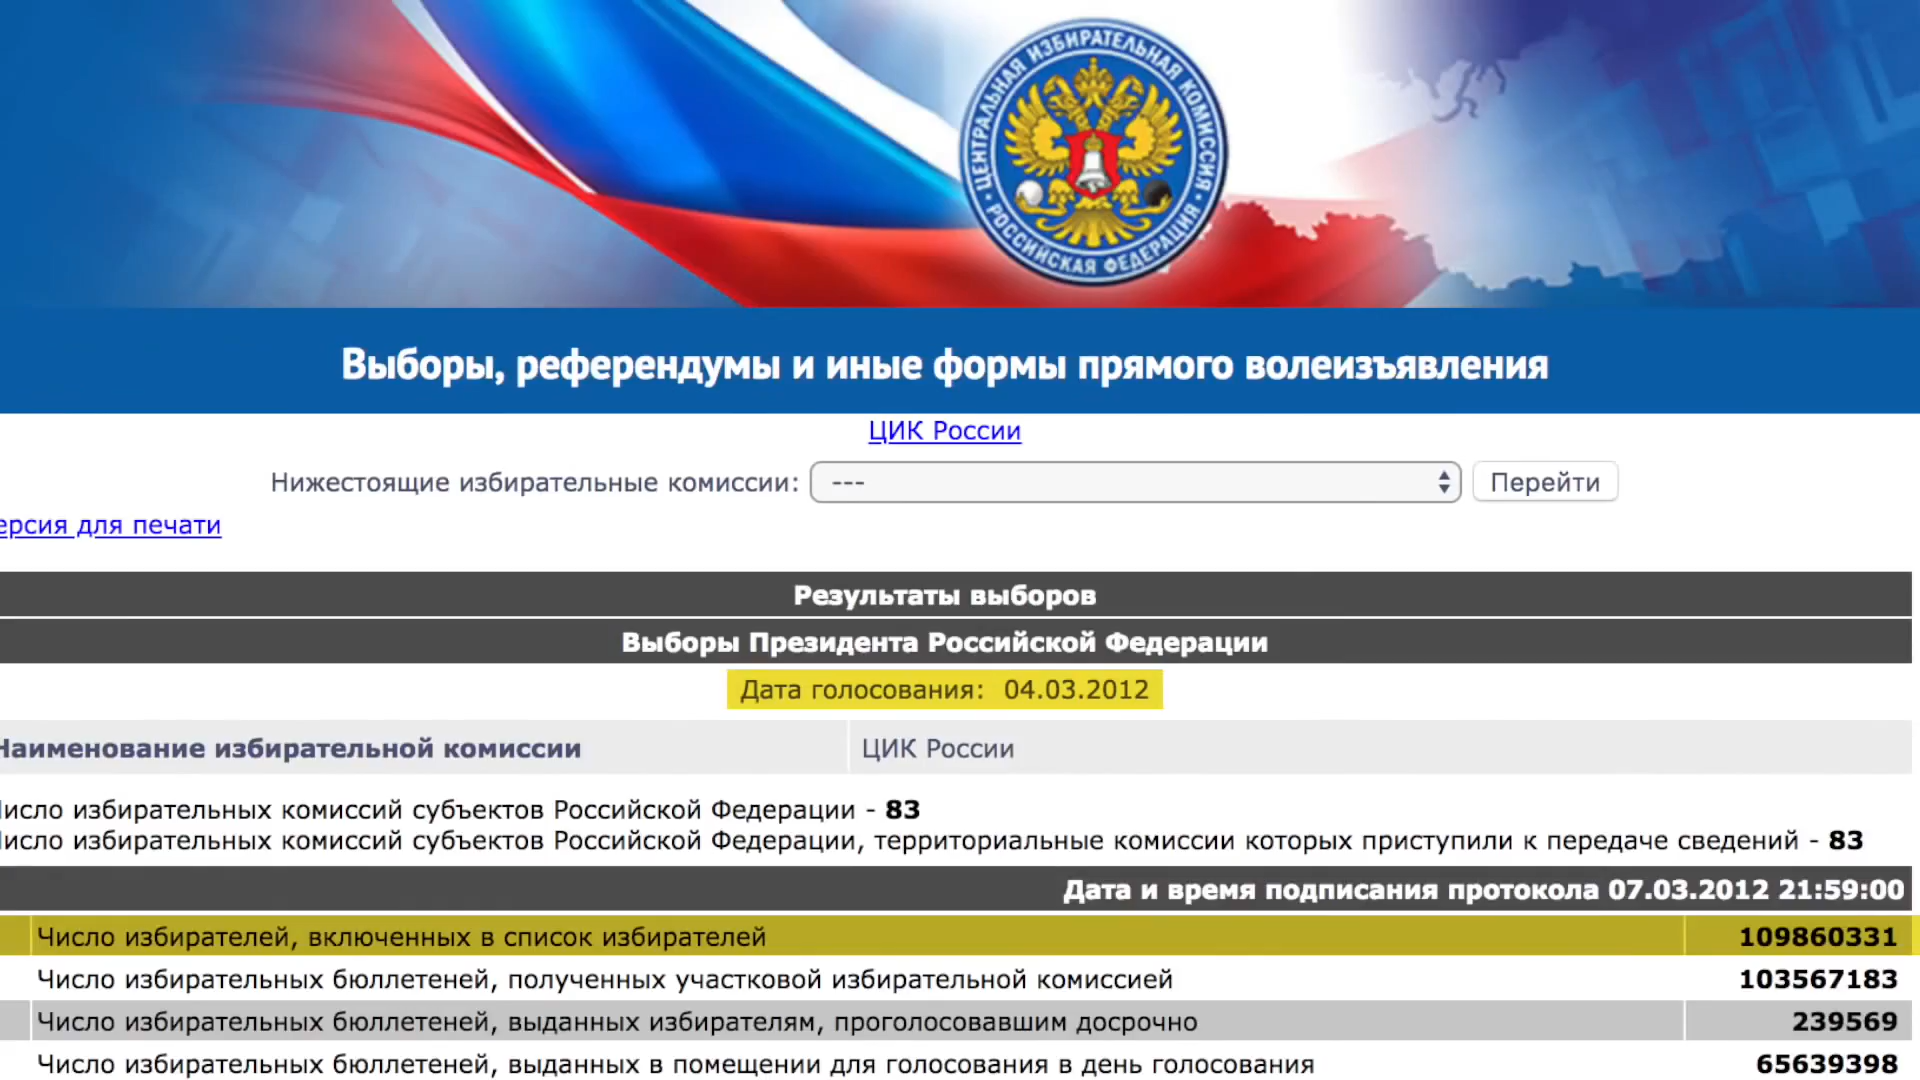 ЦЕНТРАЛЬНАЯ ИЗБИРАТЕЛЬНАЯ КОМИССИЯ
РОССИЙСКАЯ ФЕДЕРАЦИЯ
Выборы, референдумы и иные формы прямого волеизъявления
ЦИК России
Нижестоящие избирательные комиссии: --- Перейти
ерсия для печати
Результаты выборов
Выборы Президента Российской Федерации
Дата голосования: 04.03.2012
Наименование избирательной комиссии ЦИК России
исло избирательных комиссий субъектов Российской Федерации - 83
исло избирательных комиссий субъектов Российской Федерации, территориальные комиссии которых приступили к передаче сведений - 83
Дата и время подписания протокола 07.03.2012 21:59:00
Число избирателей, включенных в список избирателей 109860331
Число избирательных бюллетеней, полученных участковой избирательной комиссией 103567183
Число избирательных бюллетеней, выданных избирателям, проголосовавшим досрочно 239569
Число избирательных бюллетеней, выданных в помещении для голосования в день голосования 65639398